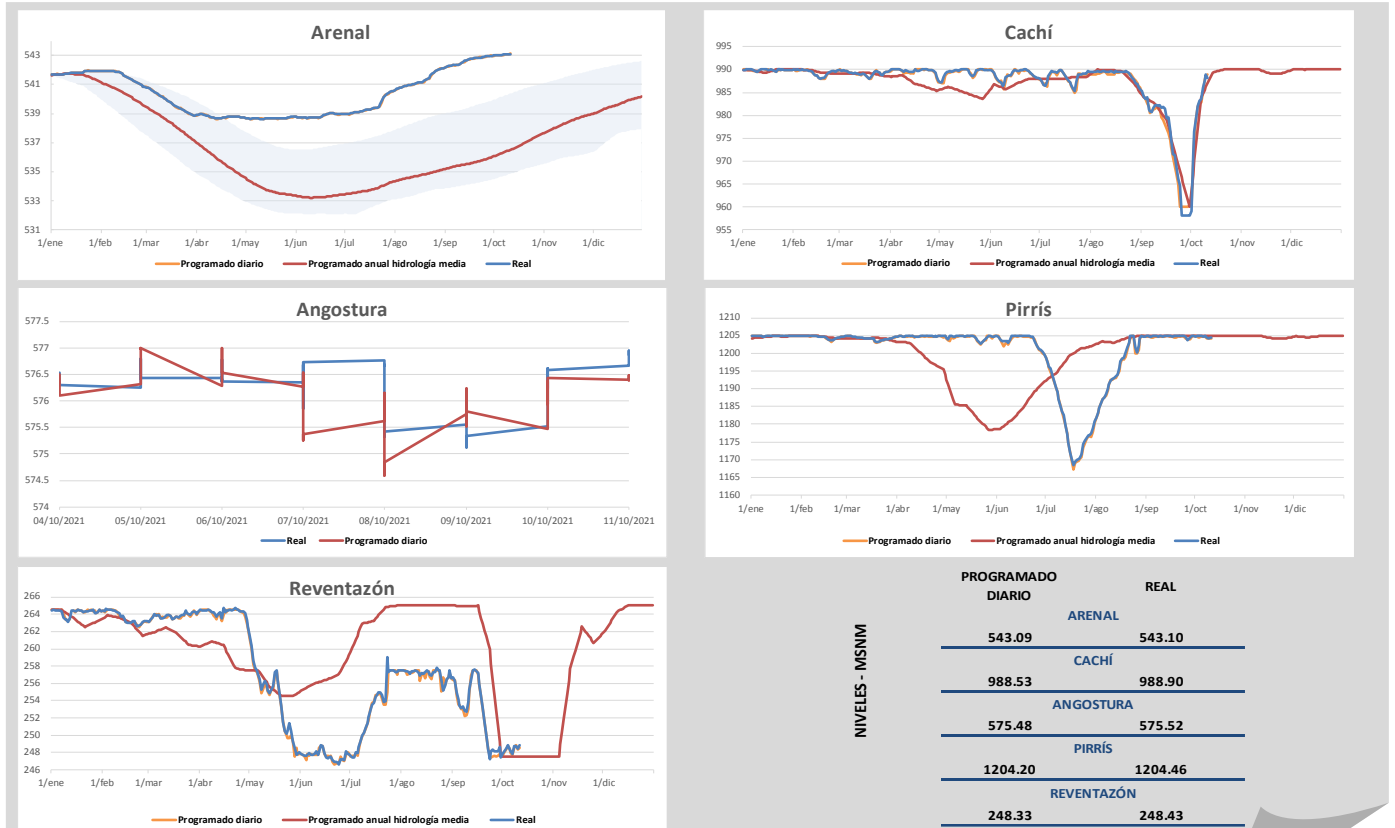 Arenal
543
541
539
537
535
533
531
1/ene 1/feb 1/mar 1/abr 1/may 1/jun 1/jul 1/ago 1/sep 1/oct 1/nov 1/dic
Programado diario Programado anual hidrología media Real
Cachí
995
990
985
980
975
970
965
960
955
1/ene 1/feb 1/mar 1/abr 1/may 1/jun 1/jul 1/ago 1/sep 1/oct 1/nov 1/dic
Programado diario Programado anual hidrología media Real
Angostura
577.5
577
576.5
576
575.5
575
574.5
574
04/10/2021 05/10/2021 06/10/2021 07/10/2021 08/10/2021 09/10/2021 10/10/2021 11/10/2021
Real Programado diario
Pirrís
1210
1205
1200
1195
1190
1185
1180
1175
1170
1165
1160
1/ene 1/feb 1/mar 1/abr 1/may 1/jun 1/jul 1/ago 1/sep 1/oct 1/nov 1/dic
Programado diario Programado anual hidrología media Real
Reventazón
266
264
262
260
258
256
254
252
250
248
246
1/ene 1/feb 1/mar 1/abr 1/may 1/jun 1/jul 1/ago 1/sep 1/oct 1/nov 1/dic
Programado diario Programado anual hidrología media Real
NIVELES - MSNM
PROGRAMADO
DIARIO REAL
ARENAL
543.09 543.10
CACHÍ
988.53 988.90
ANGOSTURA
575.48 575.52
PIRRÍS
1204.20 1204.46
REVENTAZÓN
248.33 248.43